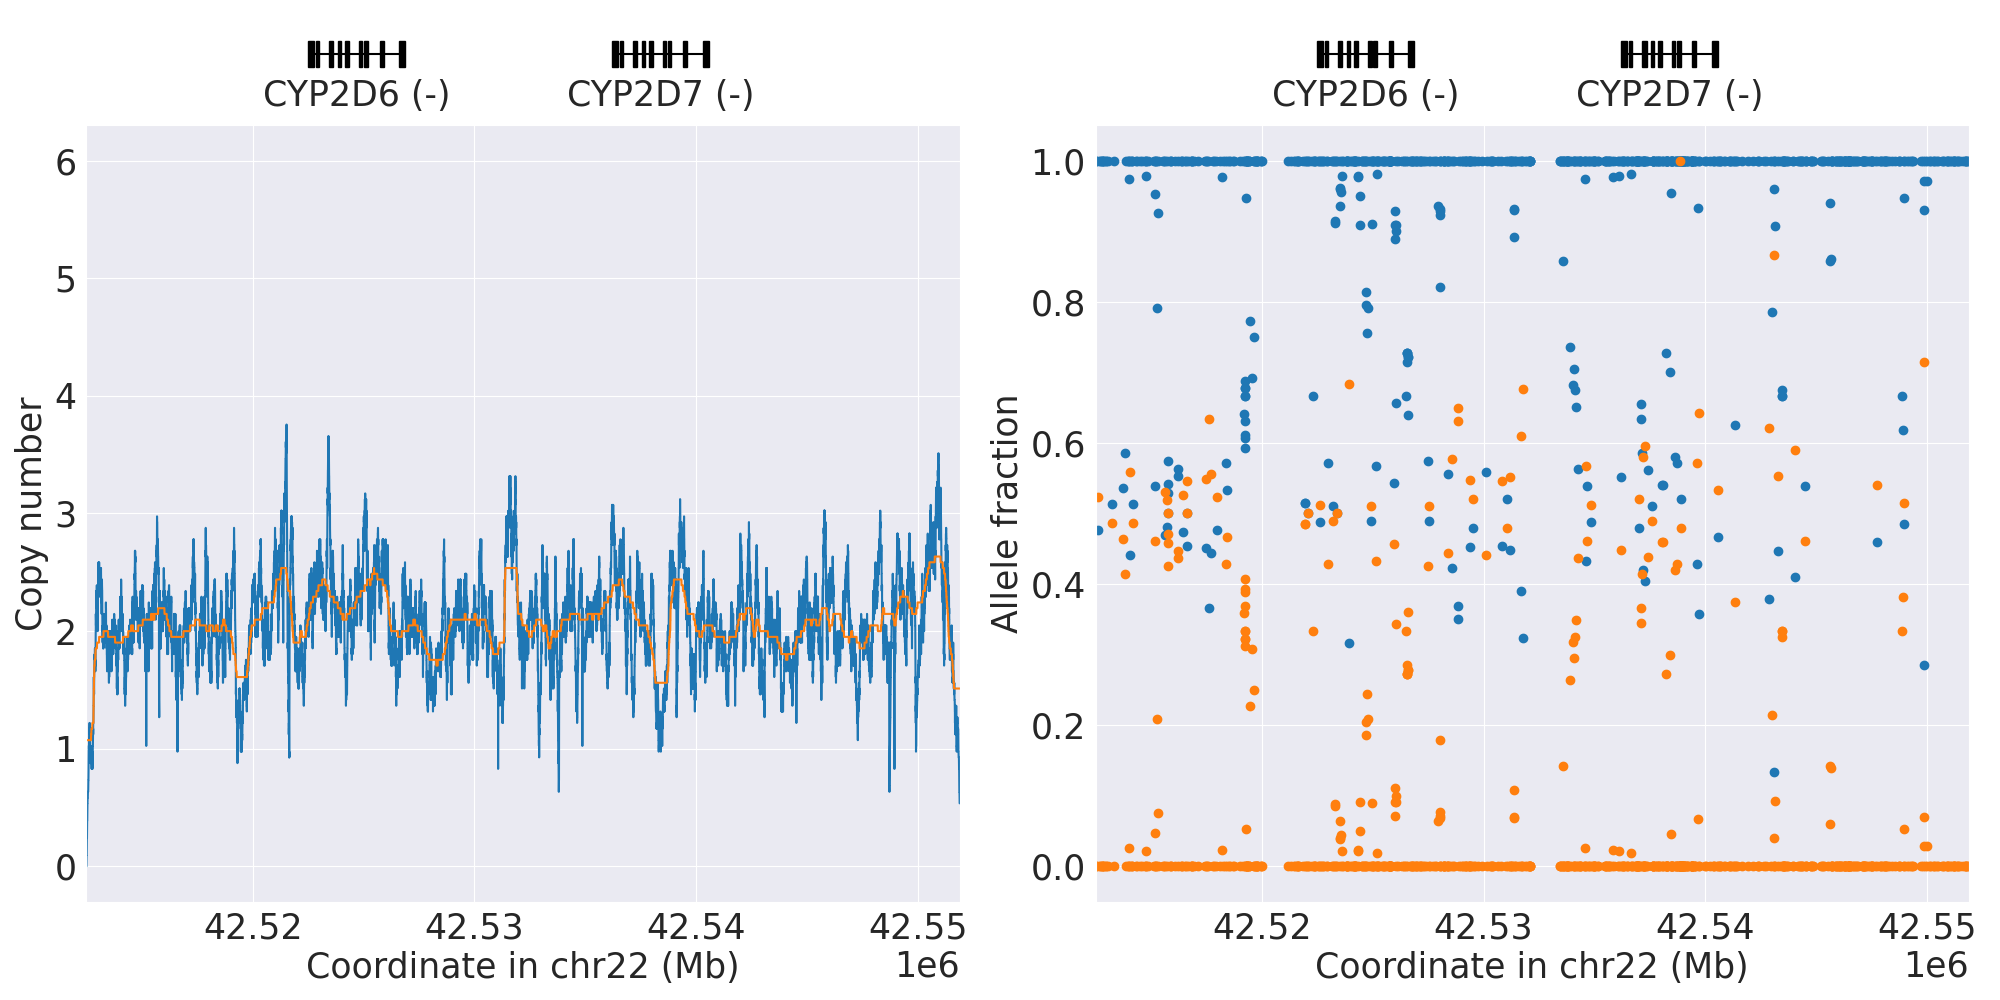 CYP2D6 (-) CYP2D7 (-)
CYP2D6 (-) CYP2D7 (-)
Copy number
6
5
4
3
2
1
0
42.52 42.53 42.54 42.55
1e6
Coordinate in chr22 (Mb)
Allele fraction
1.0
0.8
0.6
0.4
0.2
0.0
42.52 42.53 42.54 42.55
1e6
Coordinate in chr22 (Mb)